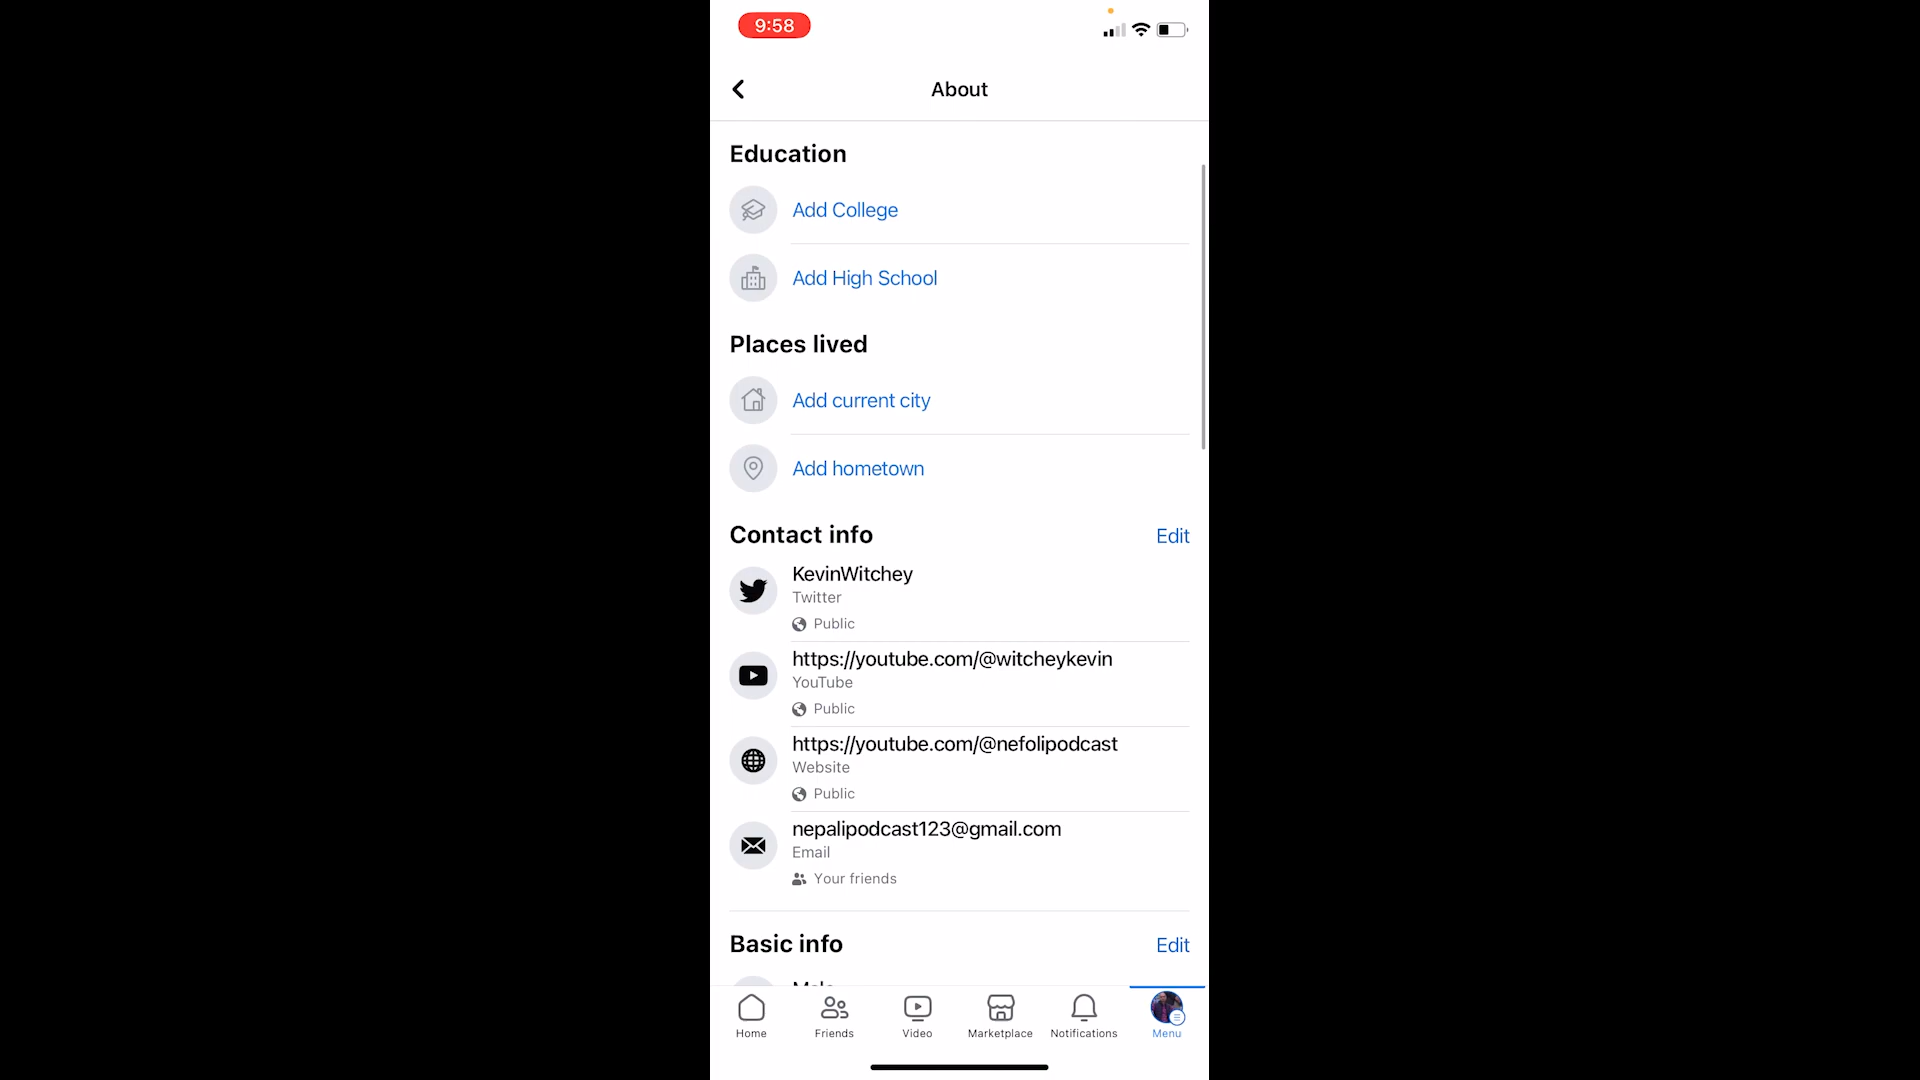 9:58
About
Education
Add College
Add High School
Places lived
Add current city
Add hometown
Contact info Edit
KevinWitchey
Twitter
Public
https://youtube.com/@witcheykevin
YouTube
Public
https://youtube.com/@nefolipodcast
Website
Public
nepalipodcast123@gmail.com
Email
Your friends
Basic info Edit
Home Friends Video Marketplace Notifications Menu